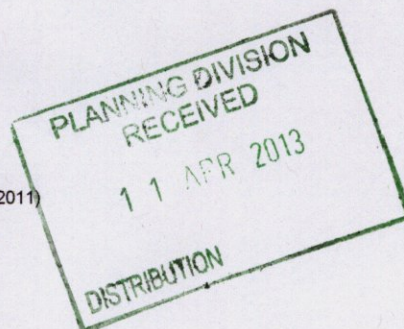 PLANNING DIVISION
RECEIVED
11 APR 2013
2011)
DISTRIBUTION